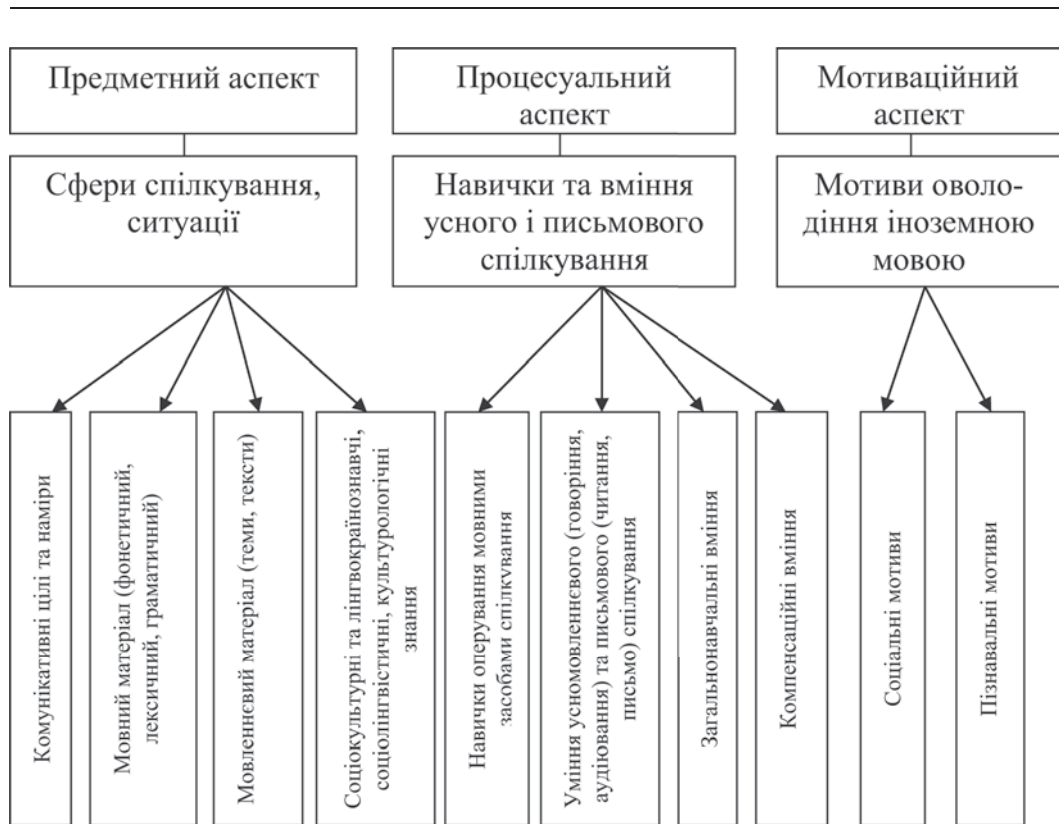 Предметний аспект
Процесуальний
аспект
Мотиваційний
аспект
Сфери спілкування,
ситуації
Навички та вміння
усного і письмового
спілкування
Мотиви оволо-
діння іноземною
мовою
Комунікативні цілі та наміри
Мовний матеріал (фонетичний,
лексичний, граматичний)
Мовленнєвий матеріал (теми, тексти)
Соціокультурні та лінгвокраїнознавчі,
соціолінгвістичні, культурологічні
знання
Навички оперування мовними
засобами спілкування
Уміння усномовленнєвого (говоріння,
аудіювання) та письмового (читання,
письмо) спілкування
Загальнонавчальні вміння
Компенсаційні вміння
Соціальні мотиви
Пізнавальні мотиви